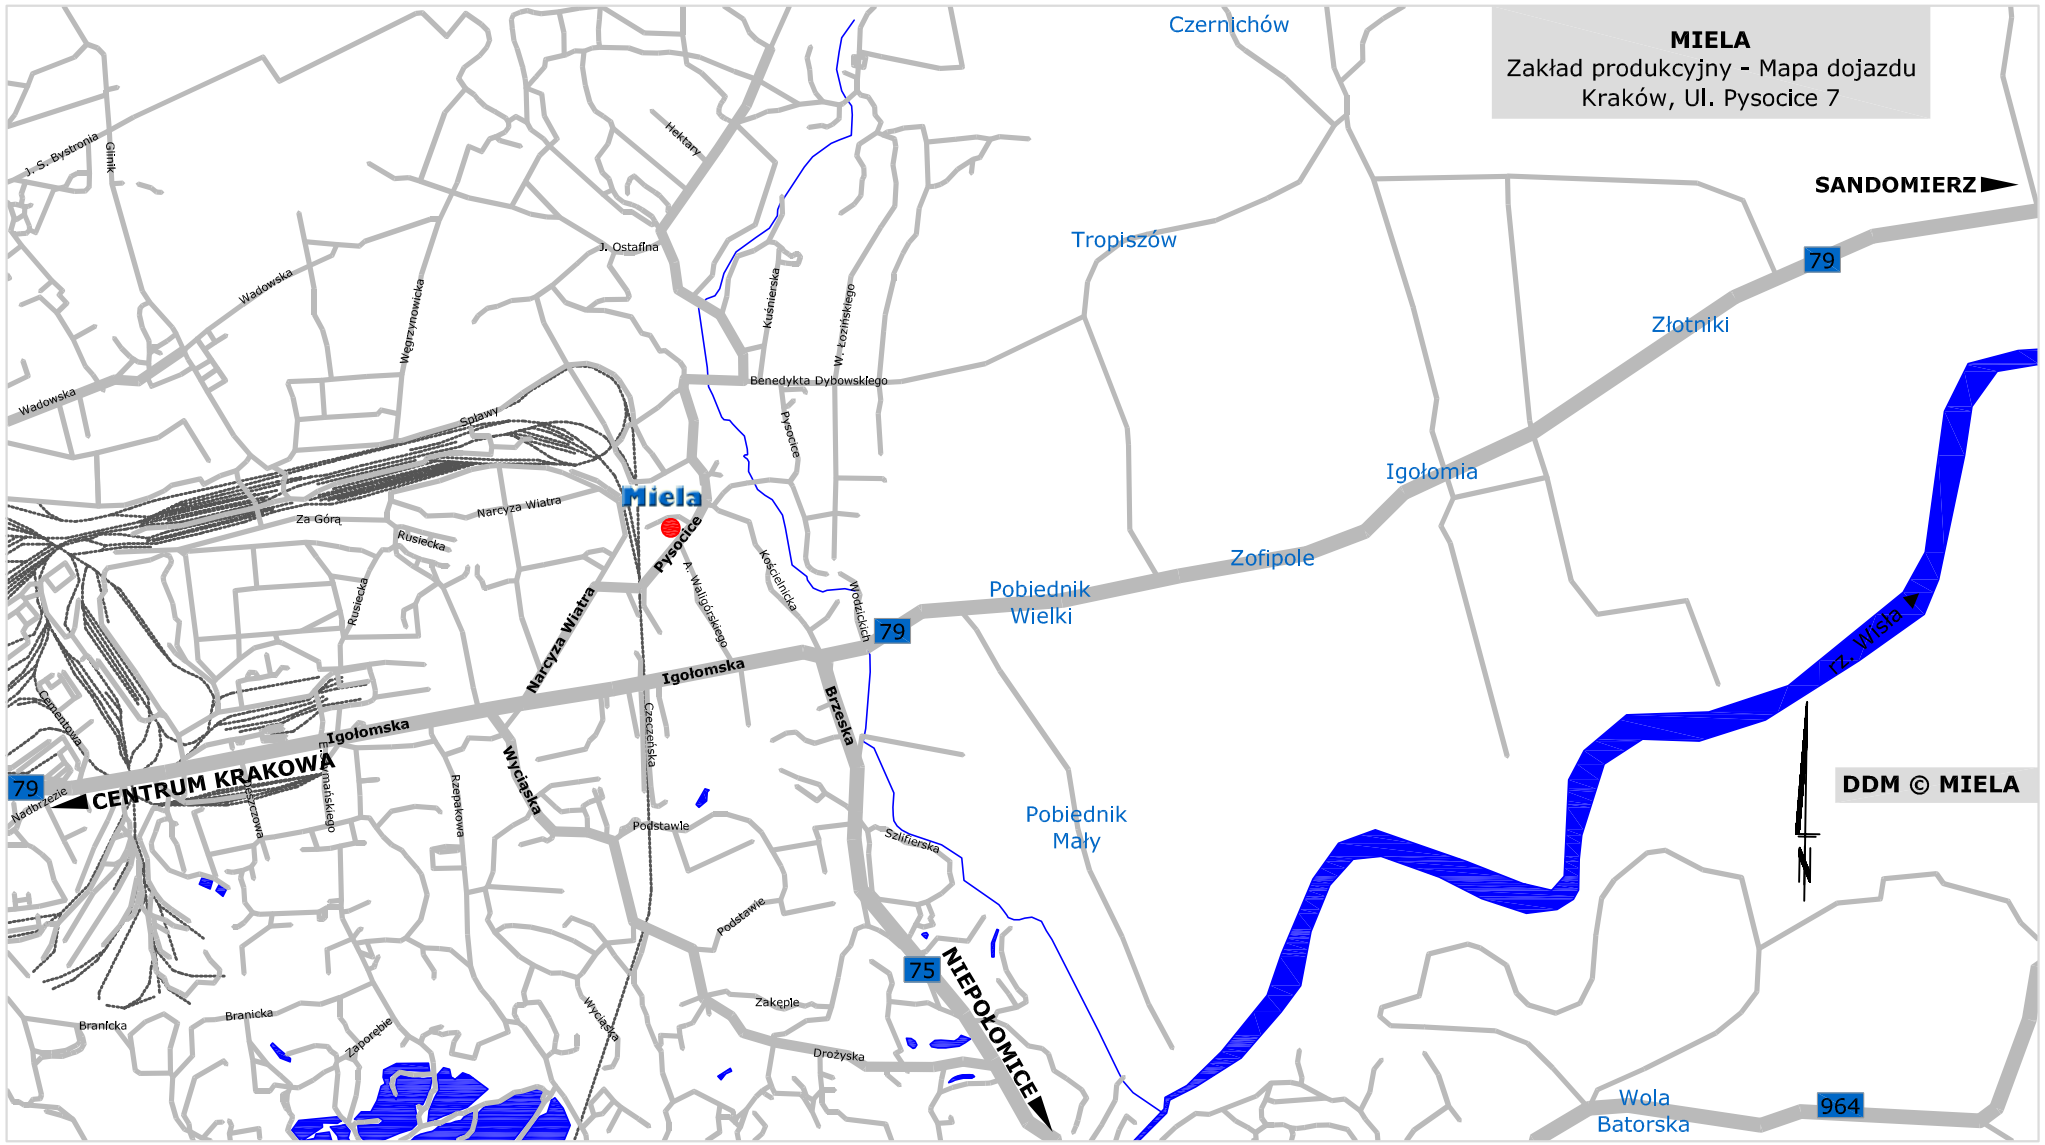 Czernichów
MIELA
Zakład produkcyjny - Mapa dojazdu
Kraków, Ul. Pysocice 7
Hektary
J. S. Bystronia
Glinik
SANDOMIERZ
J. Ostafina
Tropiszów
79
Wadowska
Węgrzynowicka
Kuśnierska
W. Łozińskiego
Złotniki
Benedykta Dybowskiego
Wadowska
Spławy
Pysocice
Igołomia
Miela
Narcyza Wiatra
Za Górą
Rusiecka
Pysocice
A. Waligórskiego
Kościelnicka
Wodzickich
Zofipole
Pobiednik
Wielki
Rusiecka
Narcyza Wiatra
79
rz. Wisła
Igołomska
Cementowa
Brzeska
Czeczeńska
Igołomska
Wyciąska
CENTRUM KRAKOWA
79
Nadbrzezie
Rzepakowa
DDM © MIELA
Podstawie
Pobiednik
Mały
Szlifierska
N
Podstawie
75
NIEPOŁOMICE
Zakępie
Wyciąska
Branicka
Branicka
Zaporębie
Drożyska
Wola
Batorska
964